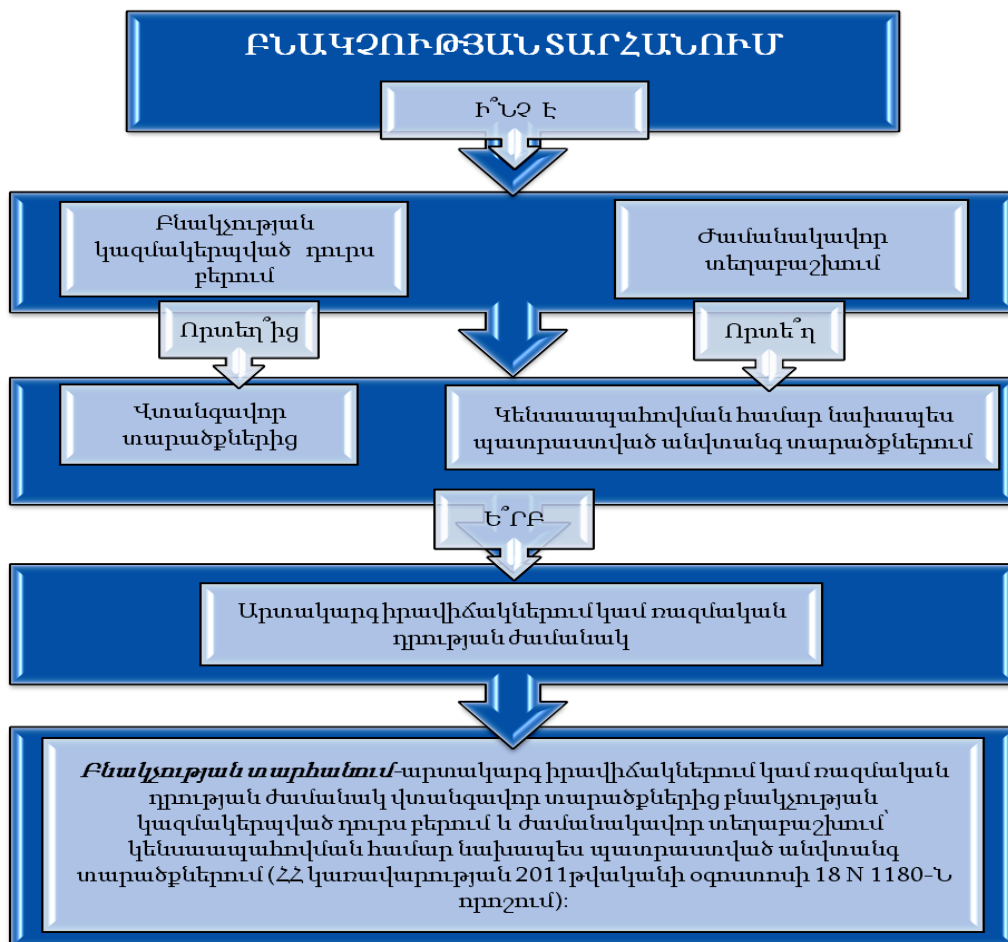 ԲՆԱԿՉՈՒԹՅԱՆ ՏԱՐՀԱՆՈՒՄ
Ի՞ՆՉ Է
Բնակչության
կազմակերպված դուրս
բերում
Ժամանակավոր
տեղաբաշխում
Որտեղ՞ից
Որտե՞ղ
Վտանգավոր
տարածքներից
Կենսաապահովման համար նախապես
պատրաստված անվտանգ տարածքներում
Ե՞ՐԲ
Արտակարգ իրավիճակներում կամ ռազմական
դրության ժամանակ
Բնակչության տարհանում-արտակարգ իրավիճակներում կամ ռազմական
դրության ժամանակ վտանգավոր տարածքներից բնակչության
կազմակերպված դուրս բերում և ժամանակավոր տեղաբաշխում՝
կենսաապահովման համար նախապես պատրաստված անվտանգ
տարածքներում (ՀՀ կառավարության 2011թվականի օգոստոսի 18 N 1180-Ն
որոշում):